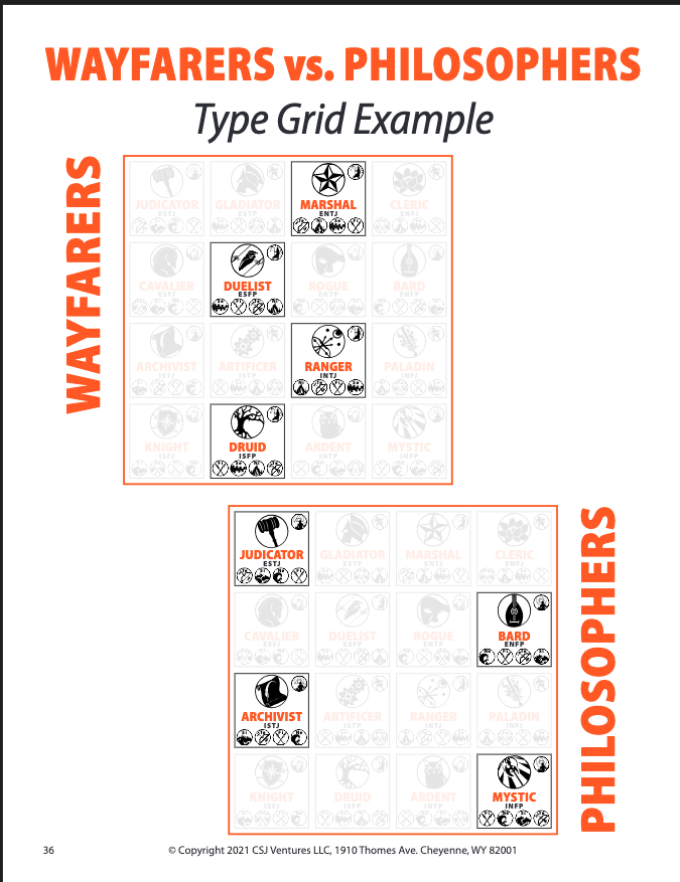 WAYFARERS vs. PHILOSOPHERS
Type Grid Example
WAYFARERS
JUDICATOR GLADIATOR MARSHAL CLERIC
ESTJ ESTP ENTJ ENFJ
CAVALIER DUELIST ROGUE BARD
ESFJ ESFP ENTP ENFP
ARCHIVIST ARTIFICER RANGER PALADIN
ISTJ ISTP INTJ INFJ
KNIGHT DRUID ARDENT MYSTIC
ISFJ ISFP INTP INFP
JUDICATOR GLADIATOR MARSHAL CLERIC
ESTJ ESTP ENTJ ENFJ
CAVALIER DUELIST ROGUE BARD
ESFJ ESFP ENTP ENFP
ARCHIVIST ARTIFICER RANGER PALADIN
ISTJ ISTP INTJ INFJ
KNIGHT DRUID ARDENT MYSTIC
ISFJ ISFP INTP INFP
PHILOSOPHERS
36 © Copyright 2021 CSJ Ventures LLC, 1910 Thomes Ave. Cheyenne, WY 82001